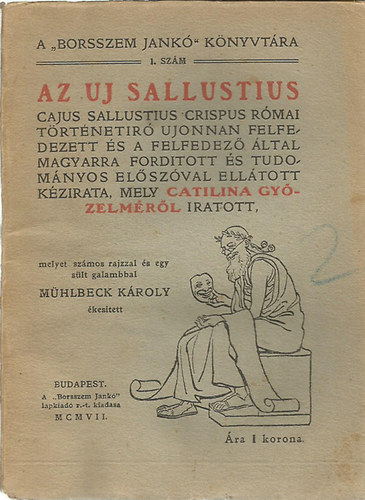 A „BORSSZEM JANKÓ" KÖNYVTÁRA
1. SZÁM
AZ UJ SALLUSTIUS
CAJUS SALLUSTIUS CRISPUS RÓMAI
TÖRTÉNETIRÓ UJONNAN FELFE-
DEZETT ÉS A FELFEDEZŐ ÁLTAL
MAGYARRA FORDITOTT ÉS TUDO-
MÁNYOS ELŐSZÓVAL ELLÁTOTT
KÉZIRATA, MELY CATILINA GYŐ-
ZELMÉRŐL IRATOTT,
melyet számos rajzzal és egy
sült galambbal
MÜHLBECK KÁROLY
ékesitett
2
BUDAPEST.
A „Borsszem Jankó"
lapkiadó r.-t. kiadása
MCMVII.
Ára 1 korona.